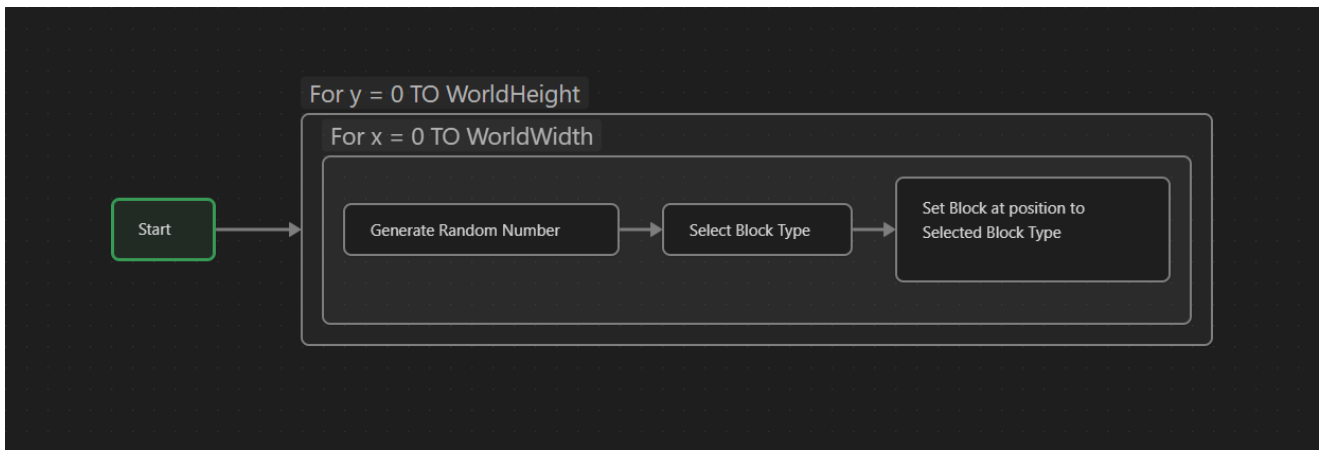 For y = 0 TO WorldHeight
For x = 0 TO WorldWidth
Start
Generate Random Number
Select Block Type
Set Block at position to
Selected Block Type